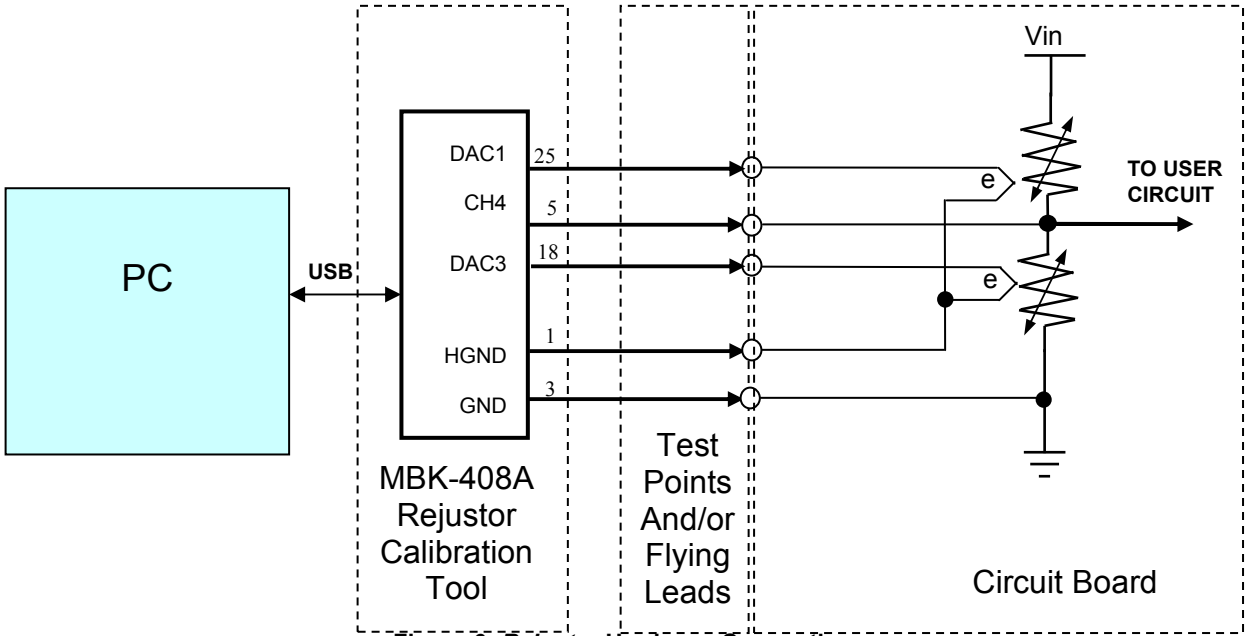 PC
USB
DAC1
CH4
DAC3
HGND
GND
25
5
18
1
3
MBK-408A
Rejustor
Calibration
Tool
Test
Points
And/or
Flying
Leads
Vin
e
e
TO USER
CIRCUIT
Circuit Board